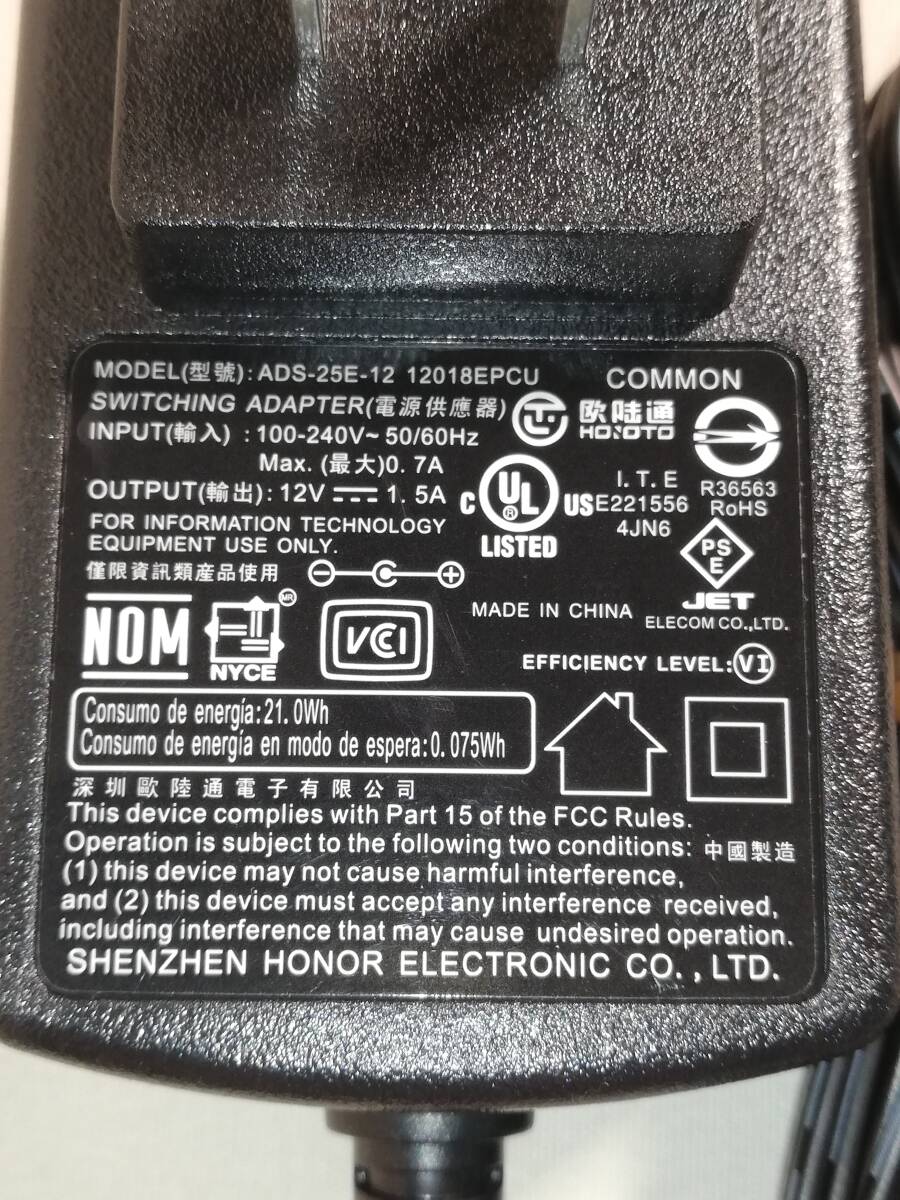 MODEL(型號): ADS-25E-12 12018EPCU
COMMON
SWITCHING ADAPTER(電源供應器)
欧陆通
HONOTO
INPUT(輸入) : 100-240V~ 50/60Hz
Max. (最大)0.7A
OUTPUT(輸出): 12V 1.5A
C UL ® US
LISTED
I.T.E
E221556
4JN6
R36563
RoHS
FOR INFORMATION TECHNOLOGY
EQUIPMENT USE ONLY.
僅限資訊類産品使用
PS
E
JET
ELECOM CO.,LTD.
MADE IN CHINA
NOM
MR
NYCE
VCCI
EFFICIENCY LEVEL:VI
Consumo de energía:21.0Wh
Consumo de energía en modo de espera:0.075Wh
深圳歐陸通電子有限公司
This device complies with Part 15 of the FCC Rules.
Operation is subject to the following two conditions: 中國製造
(1) this device may not cause harmful interference,
and (2) this device must accept any interference received,
including interference that may cause undesired operation.
SHENZHEN HONOR ELECTRONIC CO.,LTD.